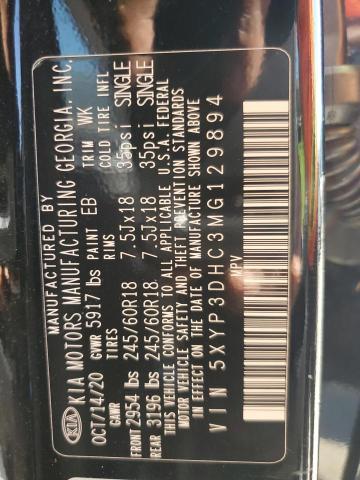 KIA
MANUFACTURED BY
KIA MOTORS MANUFACTURING GEORGIA. INC.
OCT/14/20 GVWR 5917 lbs PAINT EB TRIM WK
GAWR TIRES RIMS COLD TIRE INFL
FRONT 2954 lbs 245/60R18 7.5Jx18 35psi SINGLE
REAR 3196 lbs 245/60R18 7.5Jx18 35psi SINGLE
THIS VEHICLE CONFORMS TO ALL APPLICABLE U.S.A. FEDERAL
MOTOR VEHICLE SAFETY AND THEFT PREVENTION STANDARDS
IN EFFECT ON THE DATE OF MANUFACTURE SHOWN ABOVE
VIN 5XYP3DHC3MG129894
MPV